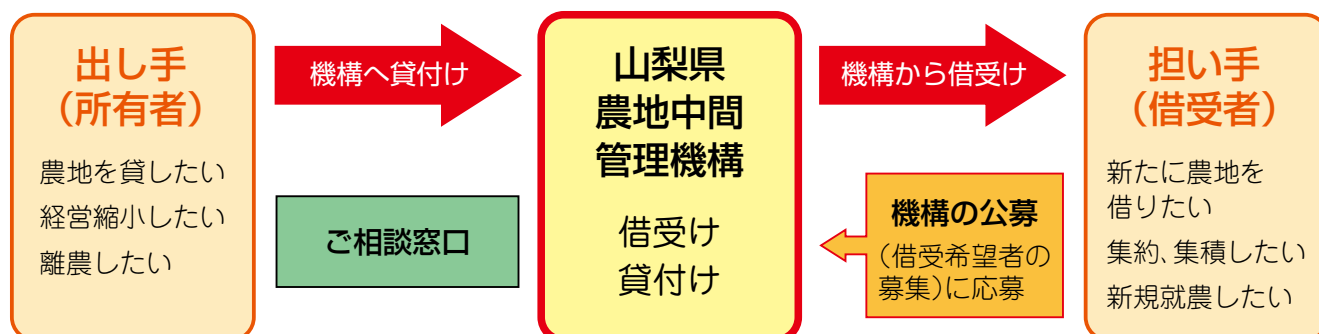 出し手
（所有者）
農地を貸したい
経営縮小したい
離農したい
機構へ貸付け
ご相談窓口
山梨県
農地中間
管理機構
借受け
貸付け
機構から借受け
機構の公募
（借受希望者の
募集）に応募
担い手
（借受者）
新たに農地を
借りたい
集約、集積したい
新規就農したい